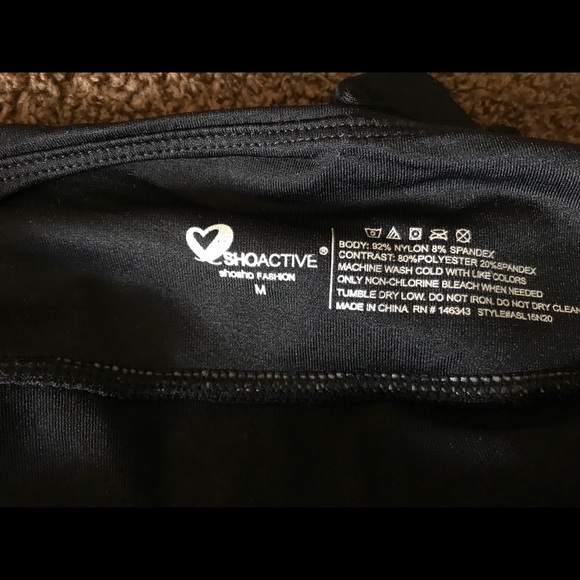 SHOACTIVE®
shosho FASHION
M
BODY: 92% NYLON 8% SPANDEX
CONTRAST: 80%POLYESTER 20%SPANDEX
MACHINE WASH COLD WITH LIKE COLORS
ONLY NON-CHLORINE BLEACH WHEN NEEDED
TUMBLE DRY LOW. DO NOT IRON. DO NOT DRY CLEAN
MADE IN CHINA RN # 146343 STYLE#ASL15N20